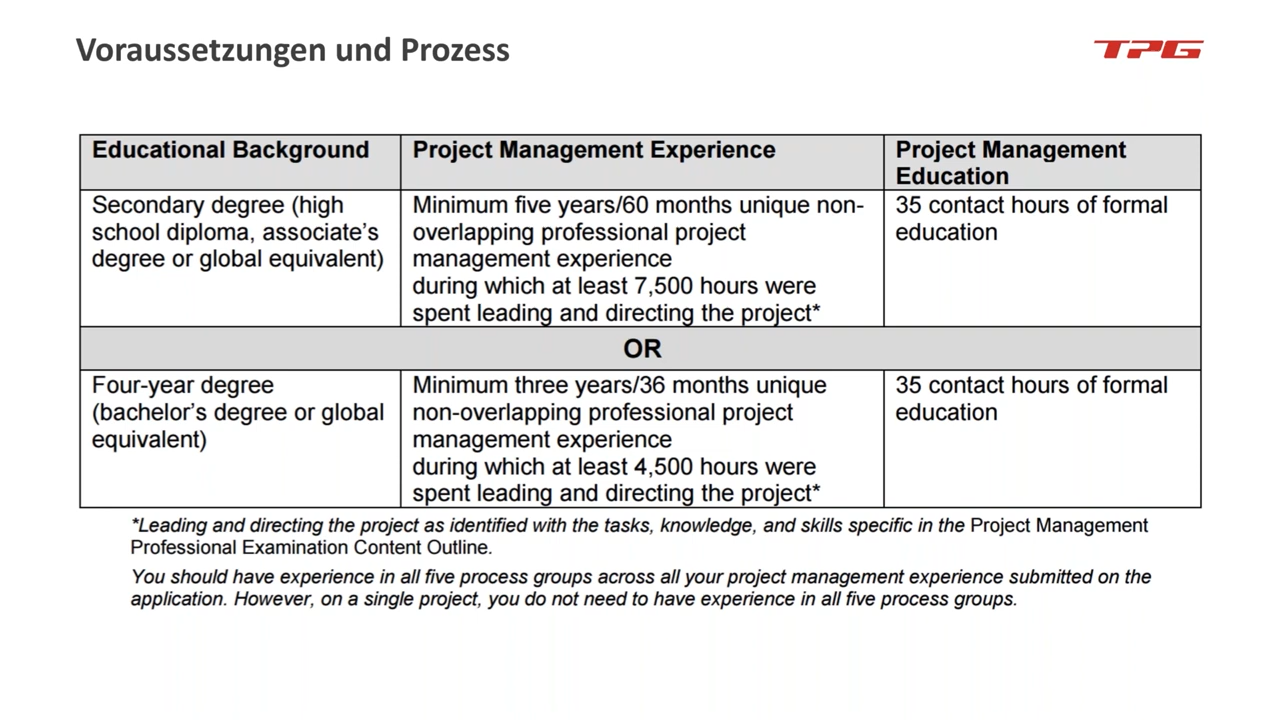 Voraussetzungen und Prozess
TPG
Educational Background
Project Management Experience
Project Management
Education
Secondary degree (high
school diploma, associate's
degree or global equivalent)
Minimum five years/60 months unique non-
overlapping professional project
management experience
during which at least 7,500 hours were
spent leading and directing the project*
35 contact hours of formal
education
OR
Four-year degree
(bachelor's degree or global
equivalent)
Minimum three years/36 months unique
non-overlapping professional project
management experience
during which at least 4,500 hours were
spent leading and directing the project*
35 contact hours of formal
education
*Leading and directing the project as identified with the tasks, knowledge, and skills specific in the Project Management
Professional Examination Content Outline.
You should have experience in all five process groups across all your project management experience submitted on the
application. However, on a single project, you do not need to have experience in all five process groups.